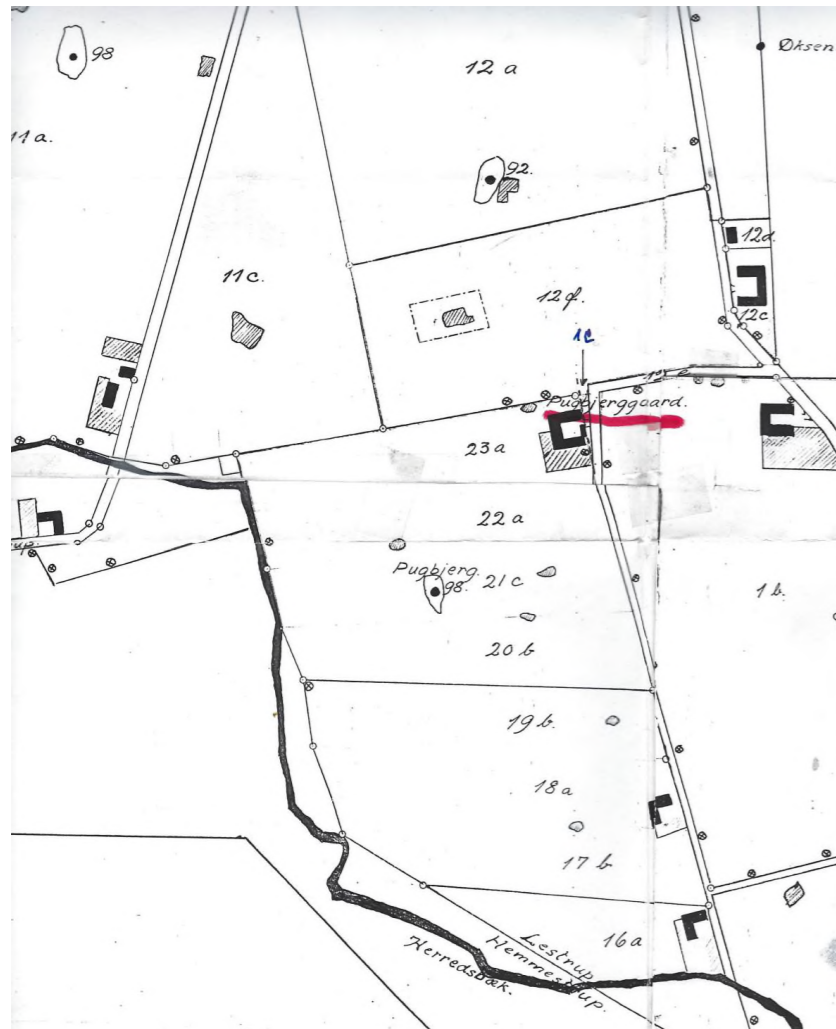 98
12 a
Øksen
11 a.
92.
12 d.
11 c.
12 f.
12 c
1c
Pugbjerggaard.
23 a
22 a
Pugbjerg.
98.
21 c
1 b.
20 b
19 b.
18 a
17 b
16 a
Lestrup
Hemmestrup.
Herredsbæk.